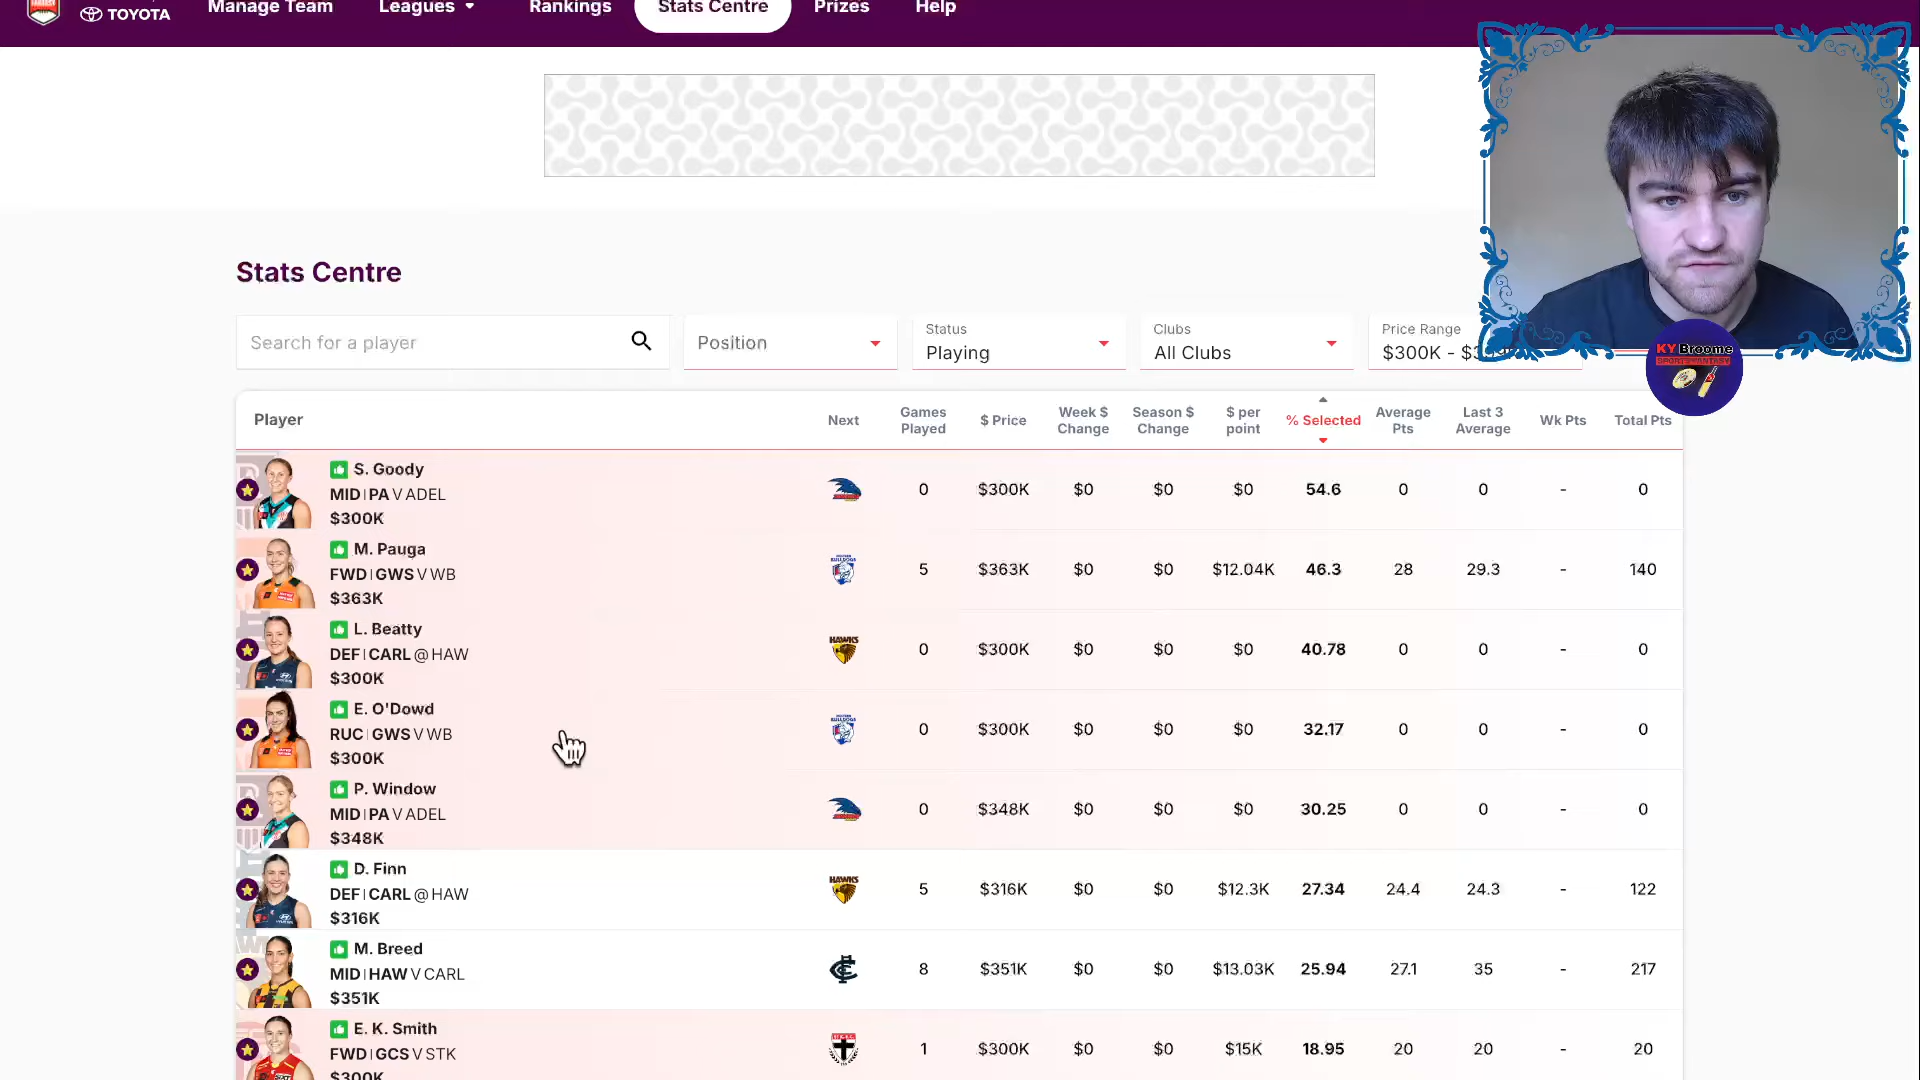 TOYOTA
Manage Team
Leagues
Rankings
Stats Centre
Prizes
Help
Stats Centre
Search for a player
Position
Status
Playing
Clubs
All Clubs
Price Range
$300K - $3
KYBroome
SPORTS FANTASY
Player Next Games Played $ Price Week $ Change Season $ Change $ per point % Selected Average Pts Last 3 Average Wk Pts Total Pts
S. Goody
MID | PA V ADEL
$300K
0 $300K $0 $0 $0 54.6 0 0 - 0
M. Pauga
FWD | GWS V WB
$363K
5 $363K $0 $0 $12.04K 46.3 28 29.3 - 140
L. Beatty
DEF | CARL @ HAW
$300K
HAWKS
0 $300K $0 $0 $0 40.78 0 0 - 0
E. O'Dowd
RUC | GWS V WB
$300K
0 $300K $0 $0 $0 32.17 0 0 - 0
P. Window
MID | PA V ADEL
$348K
0 $348K $0 $0 $0 30.25 0 0 - 0
D. Finn
DEF | CARL @ HAW
$316K
HAWKS
5 $316K $0 $0 $12.3K 27.34 24.4 24.3 - 122
M. Breed
MID | HAW V CARL
$351K
8 $351K $0 $0 $13.03K 25.94 27.1 35 - 217
E. K. Smith
FWD | GCS V STK
$300K
1 $300K $0 $0 $15K 18.95 20 20 - 20